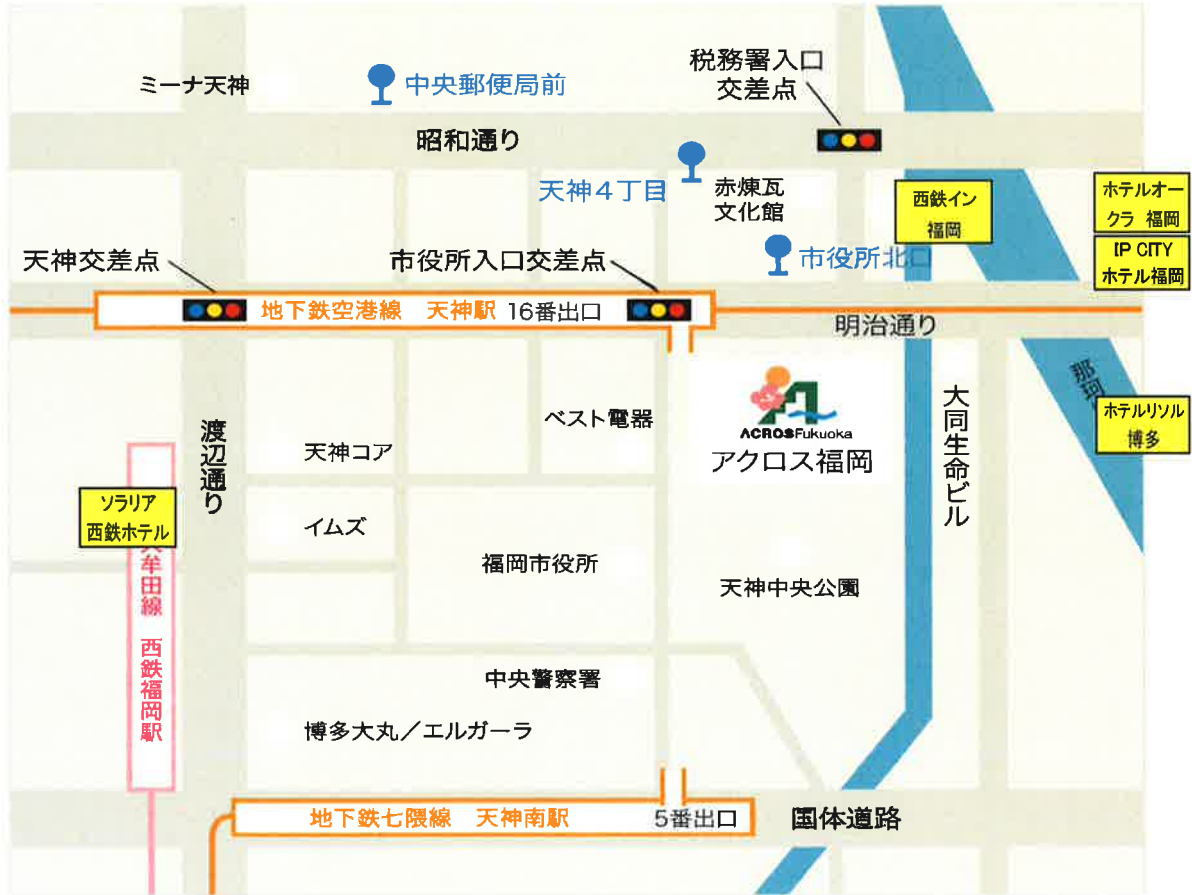 ミーナ天神
中央郵便局前
税務署入口
交差点
昭和通り
天神4丁目
赤煉瓦
文化館
西鉄イン
福岡
ホテルオー
クラ 福岡
IP CITY
ホテル福岡
天神交差点
市役所入口交差点
市役所北口
地下鉄空港線 天神駅 16番出口
明治通り
渡辺通り
天神コア
ベスト電器
ACROSFukuoka
アクロス福岡
大同生命ビル
那珂
ホテルリソル
博多
ソラリア
西鉄ホテル
イムズ
福岡市役所
天神中央公園
牟田線 西鉄福岡駅
中央警察署
博多大丸/エルガーラ
地下鉄七隈線 天神南駅 5番出口
国体道路